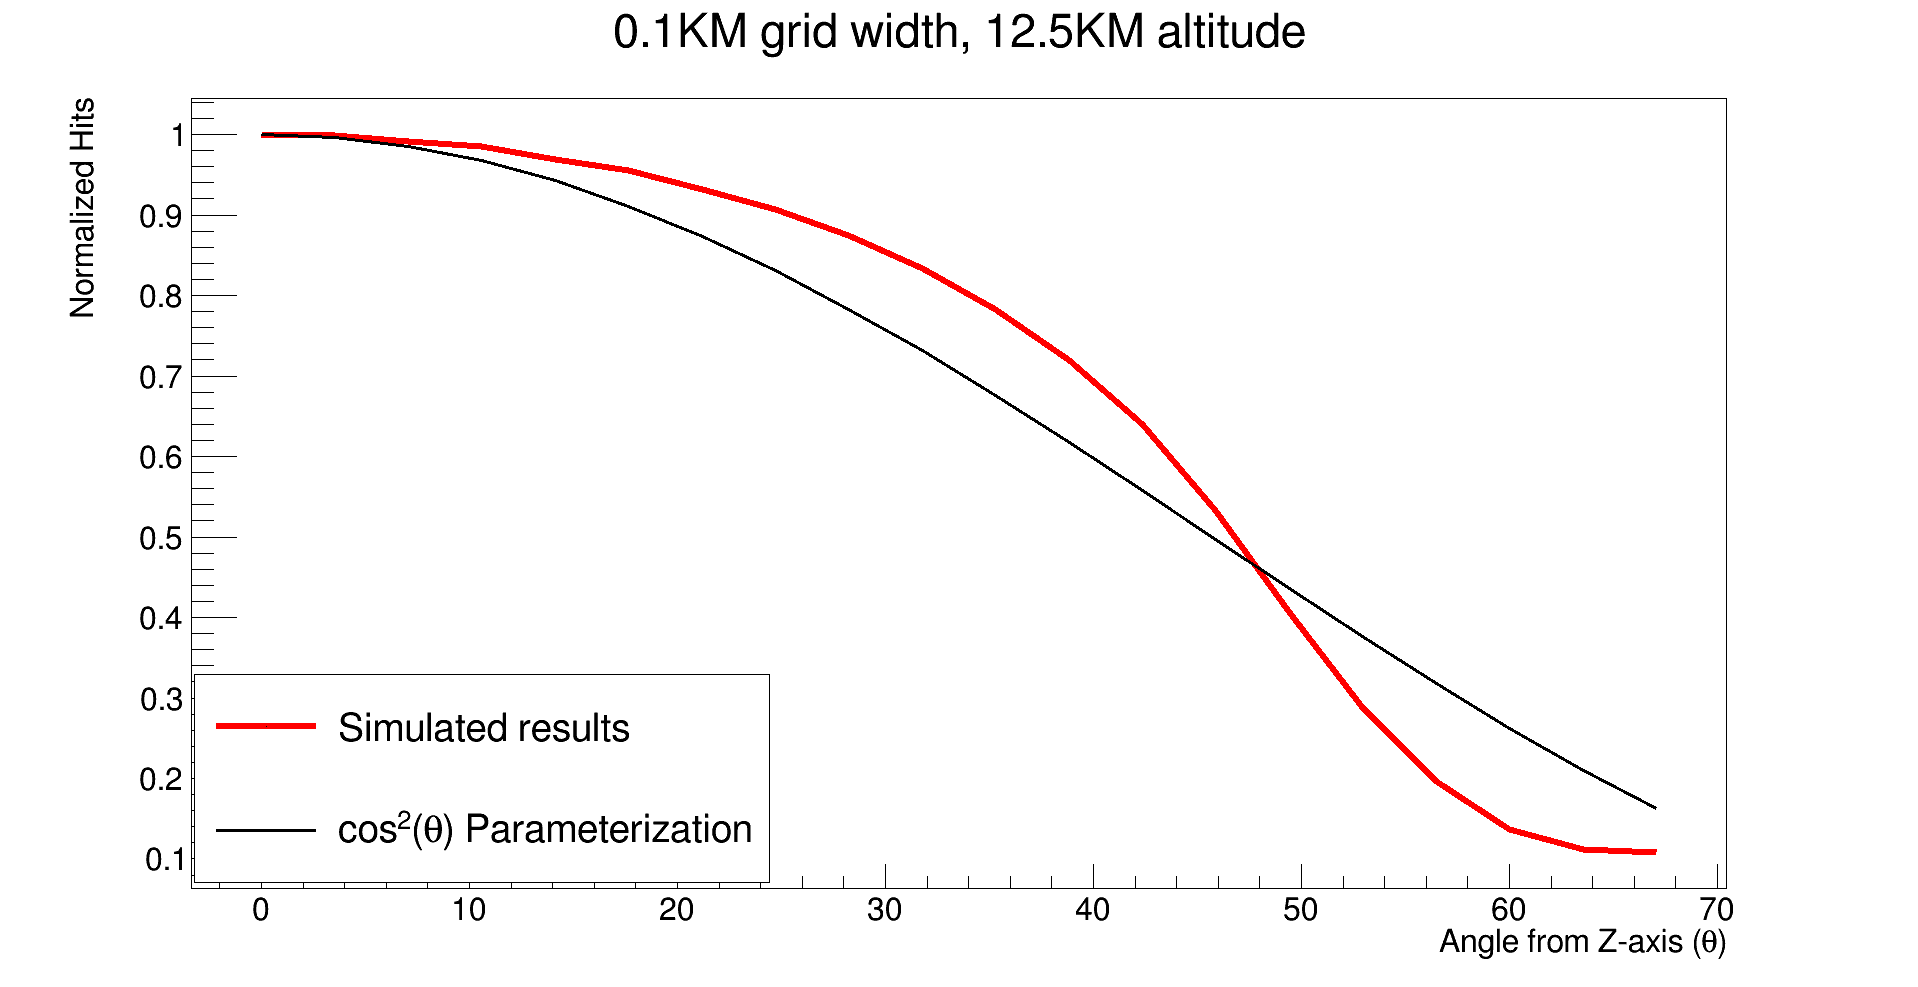 0.1KM grid width, 12.5KM altitude
Normalized Hits
1
0.9
0.8
0.7
0.6
0.5
0.4
0.3
0.2
0.1
Simulated results
cos²(θ) Parameterization
0 10 20 30 40 50 60 70
Angle from Z-axis (θ)